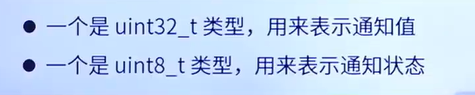 ● 一个是 uint32_t 类型，用来表示通知值
● 一个是 uint8_t 类型，用来表示通知状态